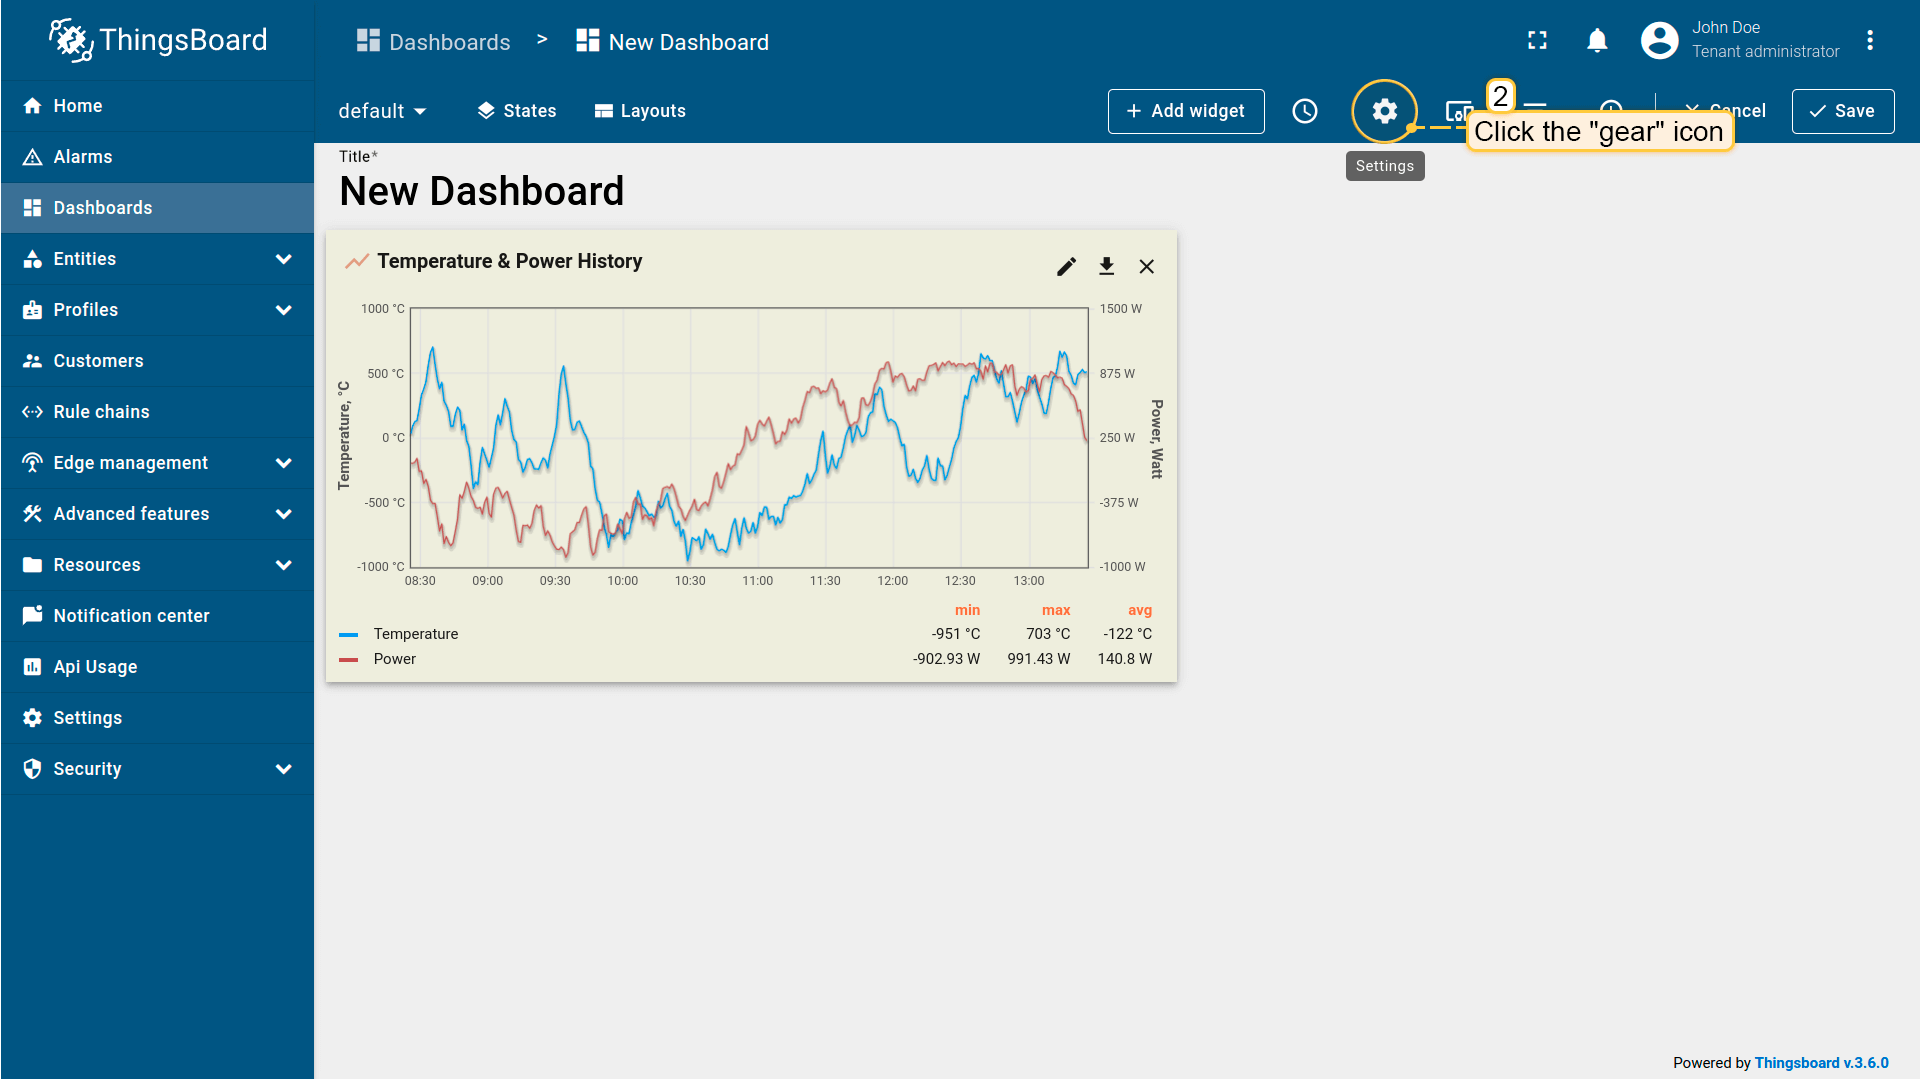 ThingsBoard
Dashboards > New Dashboard
John Doe
Tenant administrator
default
States
Layouts
+ Add widget
2
Click the "gear" icon
ncel
Save
Settings
Home
Alarms
Dashboards
Entities
Profiles
Customers
Rule chains
Edge management
Advanced features
Resources
Notification center
Api Usage
Settings
Security
Title*
New Dashboard
Temperature & Power History
1000 °C
500 °C
0 °C
-500 °C
-1000 °C
Temperature, °C
1500 W
875 W
250 W
-375 W
-1000 W
Power, Watt
08:30 09:00 09:30 10:00 10:30 11:00 11:30 12:00 12:30 13:00
min max avg
Temperature -951 °C 703 °C -122 °C
Power -902.93 W 991.43 W 140.8 W
Powered by Thingsboard v.3.6.0